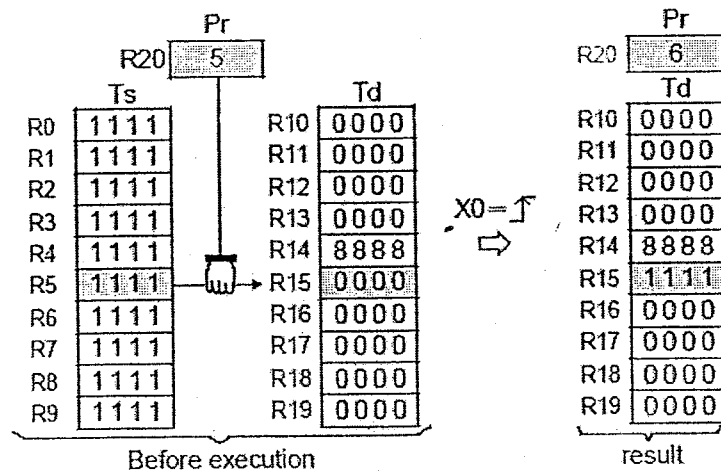 Pr Pr
R20 5 R20 6
Ts Td Td
R0 1111 R10 0000 R10 0000
R1 1111 R11 0000 R11 0000
R2 1111 R12 0000 R12 0000
R3 1111 R13 0000 X0= R13 0000
R4 1111 R14 8888 R14 8888
R5 1111 R15 0000 R15 1111
R6 1111 R16 0000 R16 0000
R7 1111 R17 0000 R17 0000
R8 1111 R18 0000 R18 0000
R9 1111 R19 0000 R19 0000
Before execution result